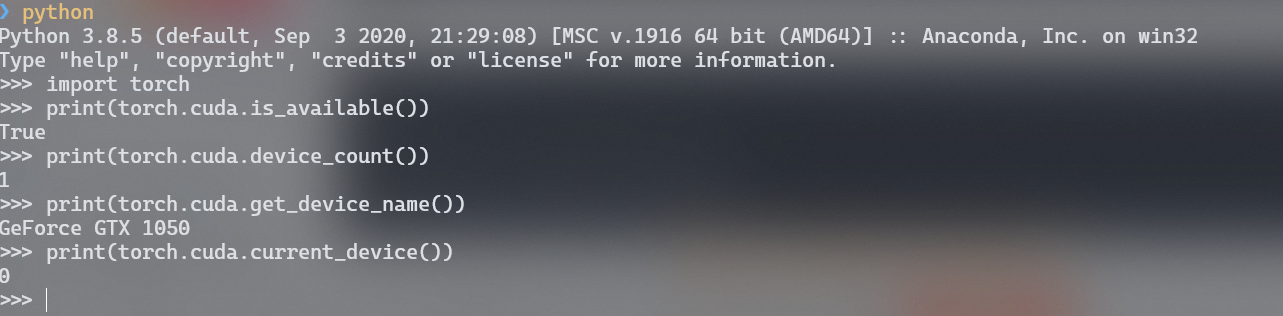 ❯ python
Python 3.8.5 (default, Sep  3 2020, 21:29:08) [MSC v.1916 64 bit (AMD64)] :: Anaconda, Inc. on win32
Type "help", "copyright", "credits" or "license" for more information.
>>> import torch
>>> print(torch.cuda.is_available())
True
>>> print(torch.cuda.device_count())
1
>>> print(torch.cuda.get_device_name())
GeForce GTX 1050
>>> print(torch.cuda.current_device())
0
>>>